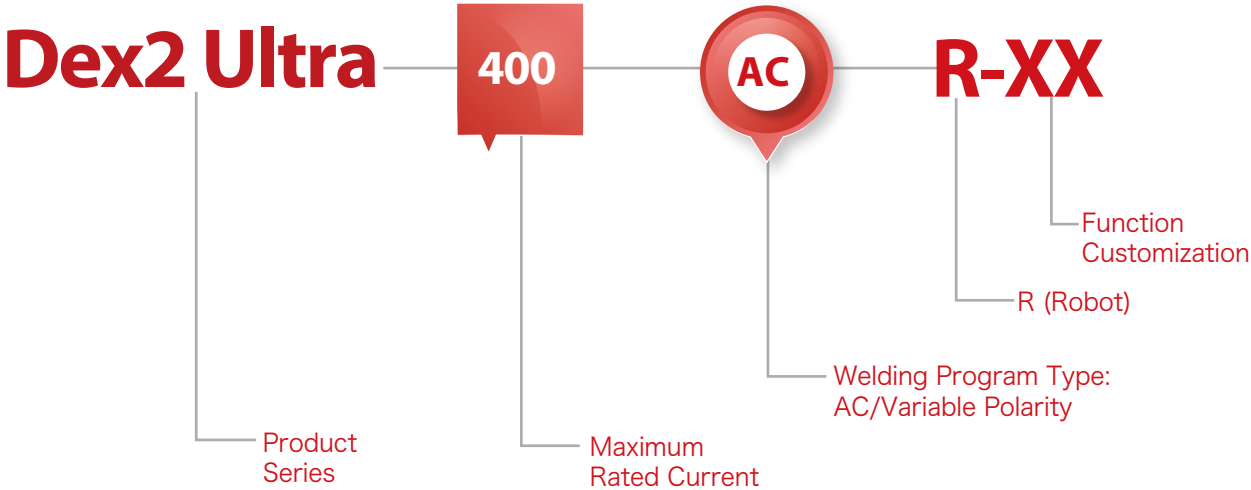 Dex2 Ultra 400 AC R-XX
Function
Customization
R (Robot)
Welding Program Type:
AC/Variable Polarity
Product
Series
Maximum
Rated Current